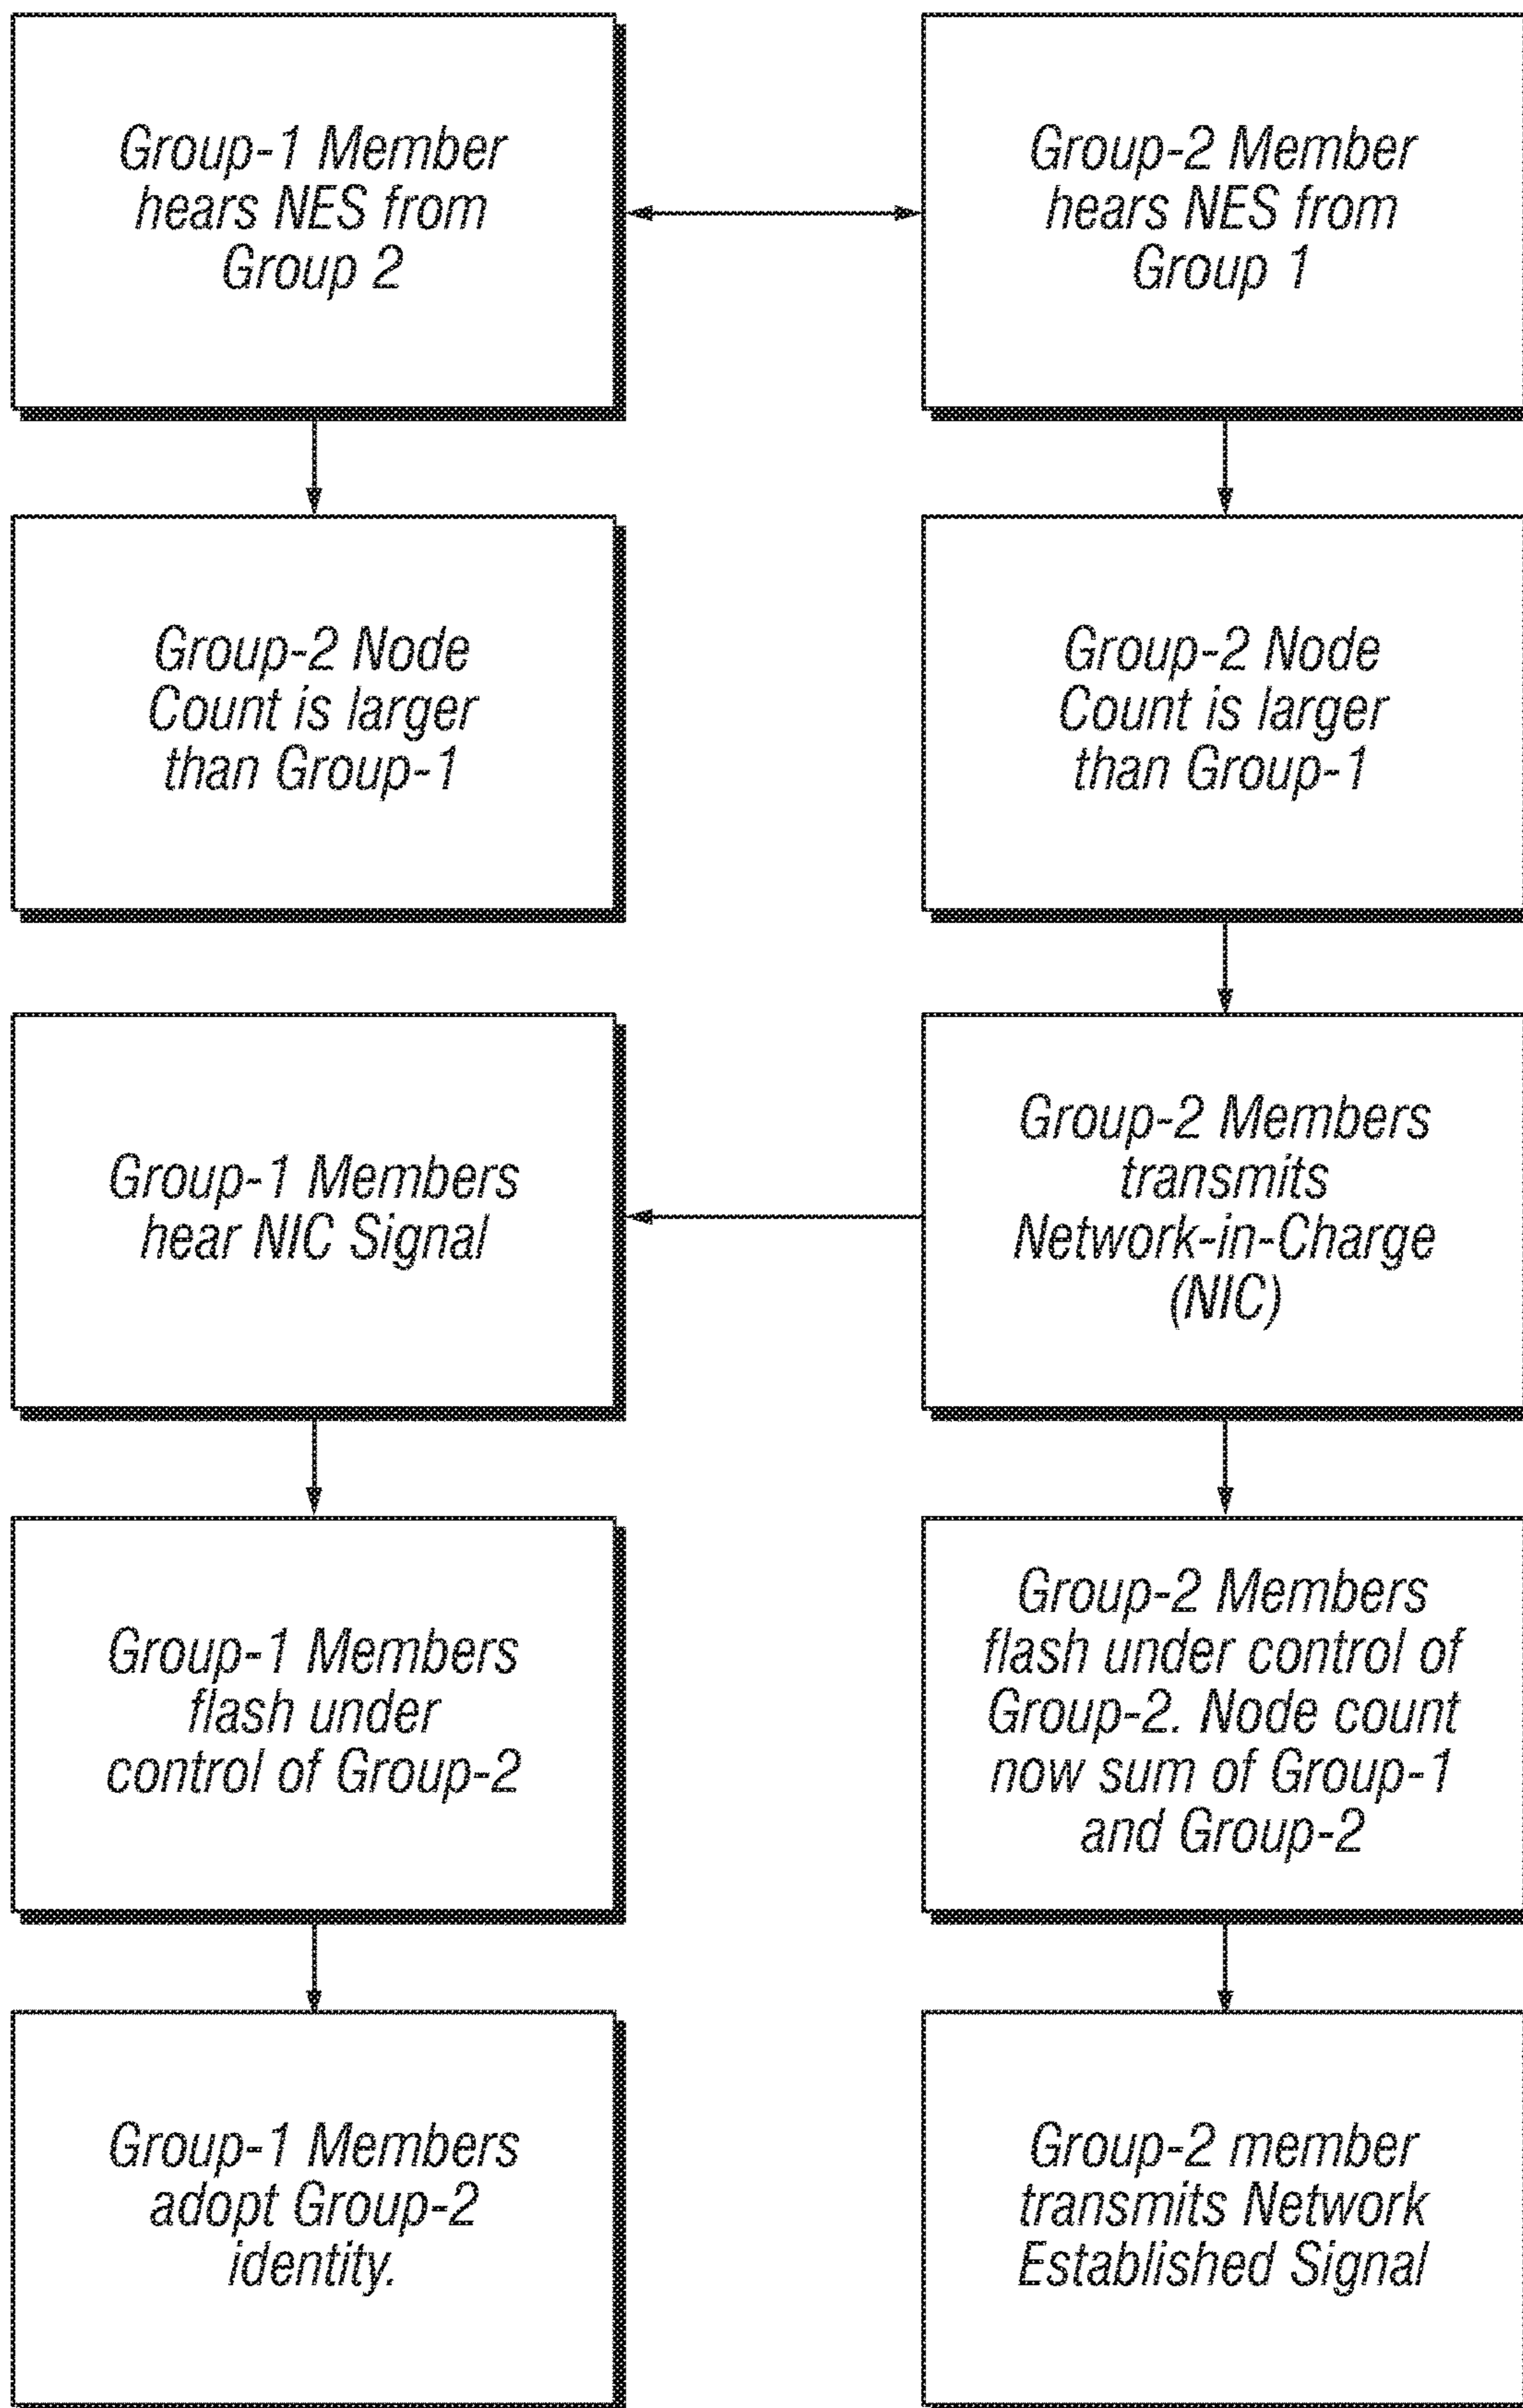 Group-1 Member
hears NES from
Group 2
Group-2 Member
hears NES from
Group 1
Group-2 Node
Count is larger
than Group-1
Group-2 Node
Count is larger
than Group-1
Group-1 Members
hear NIC Signal
Group-2 Members
transmits
Network-in-Charge
(NIC)
Group-1 Members
flash under
control of Group-2
Group-2 Members
flash under control of
Group-2. Node count
now sum of Group-1
and Group-2
Group-1 Members
adopt Group-2
identity.
Group-2 member
transmits Network
Established Signal